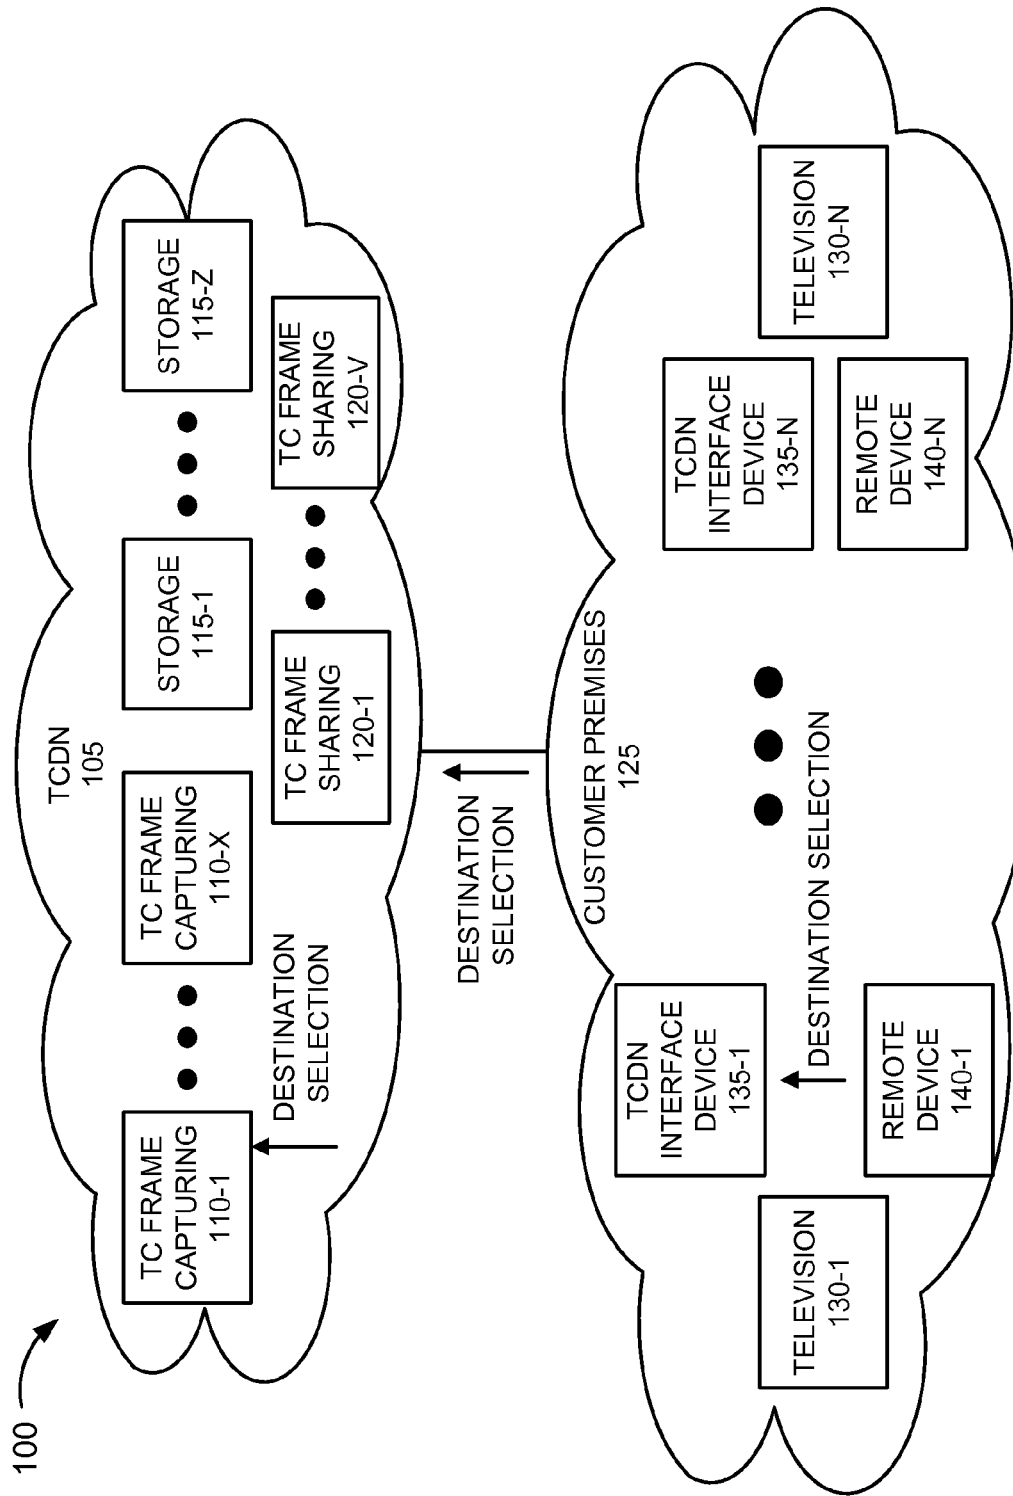 100
TCDN
105
TC FRAME
CAPTURING
110-1
TC FRAME
CAPTURING
110-X
STORAGE
115-1
STORAGE
115-Z
DESTINATION
SELECTION
TC FRAME
SHARING
120-1
TC FRAME
SHARING
120-V
DESTINATION
SELECTION
CUSTOMER PREMISES
125
TELEVISION
130-1
TCDN
INTERFACE
DEVICE
135-1
DESTINATION SELECTION
REMOTE
DEVICE
140-1
TCDN
INTERFACE
DEVICE
135-N
REMOTE
DEVICE
140-N
TELEVISION
130-N